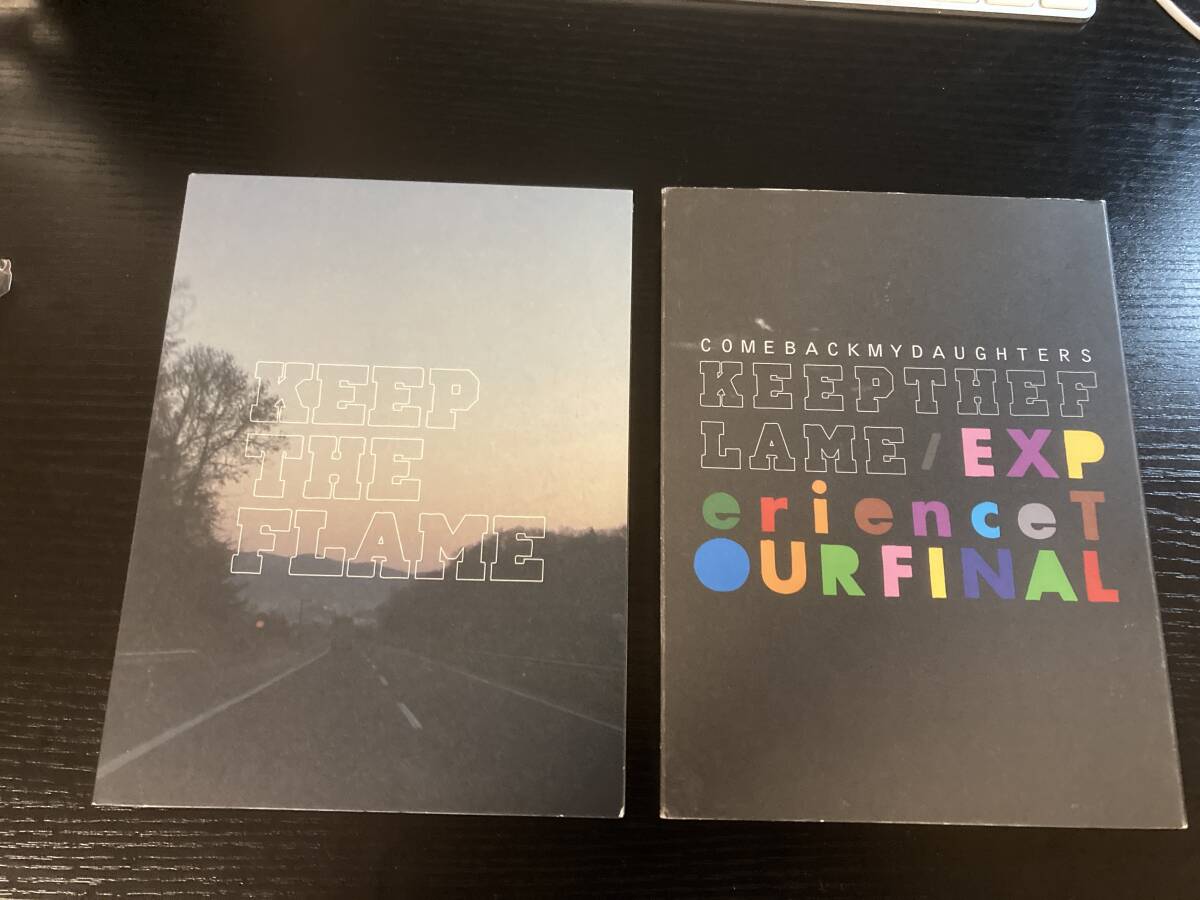 KEEP
THE
FLAME
COMEBACKMYDAUGHTERS
KEEPTHEF
LAME/EXP
erienceT
OURFINAL